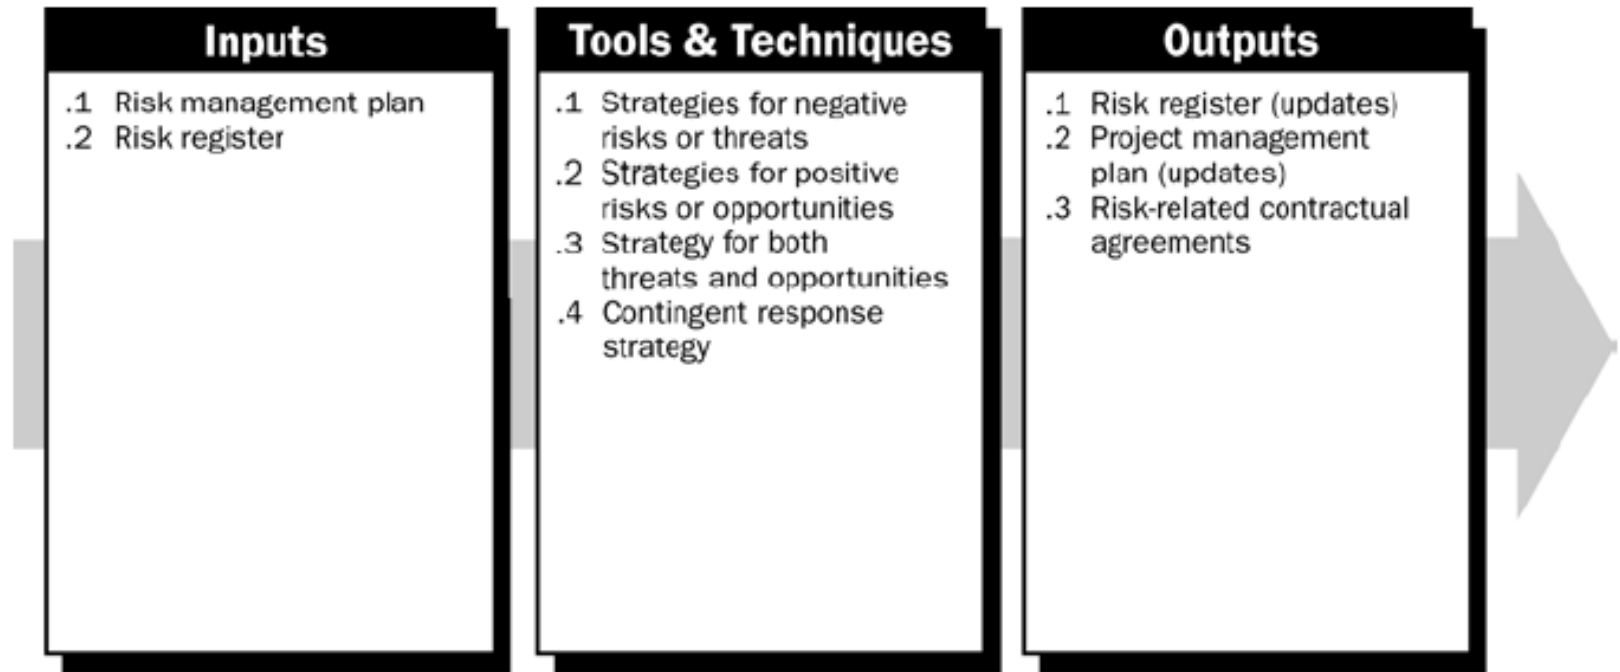 Inputs
.1 Risk management plan
.2 Risk register
Tools & Techniques
.1 Strategies for negative
risks or threats
.2 Strategies for positive
risks or opportunities
.3 Strategy for both
threats and opportunities
.4 Contingent response
strategy
Outputs
.1 Risk register (updates)
.2 Project management
plan (updates)
.3 Risk-related contractual
agreements